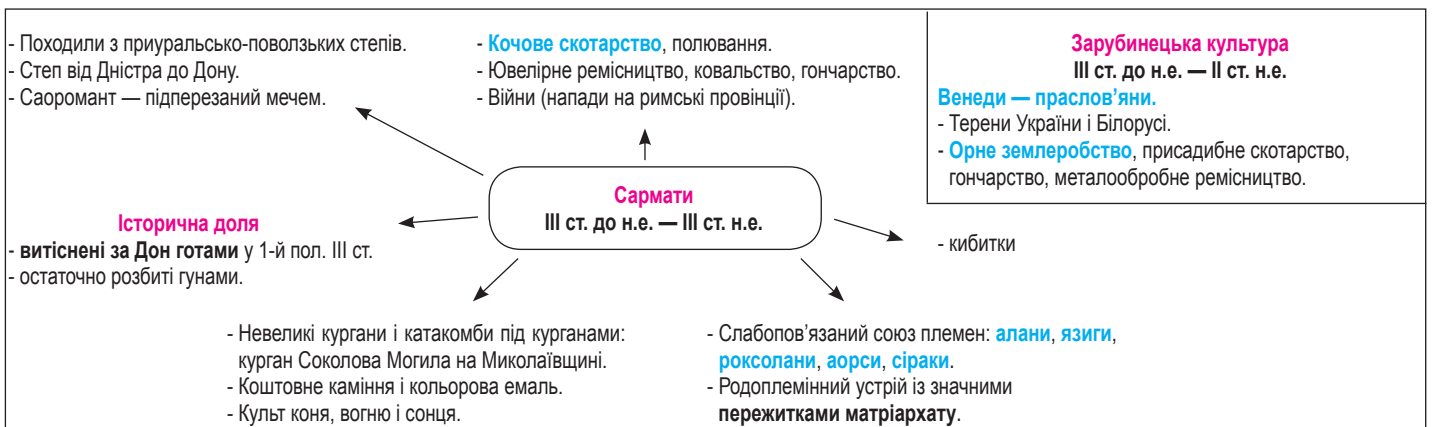 - Походили з приуральсько-поволзьких степів.
- Степ від Дністра до Дону.
- Саоромант — підперезаний мечем.
- Кочове скотарство, полювання.
- Ювелірне ремісництво, ковальство, гончарство.
- Війни (напади на римські провінції).
Зарубинецька культура
III ст. до н.е. — II ст. н.е.
Венеди — праслов’яни.
- Терени України і Білорусі.
- Орне землеробство, присадибне скотарство,
гончарство, металообробне ремісництво.
Сармати
III ст. до н.е. — III ст. н.е.
Історична доля
- витіснені за Дон готами у 1-й пол. III ст.
- остаточно розбиті гунами.
- кибитки
- Невеликі кургани і катакомби під курганами:
курган Соколова Могила на Миколаївщині.
- Коштовне каміння і кольорова емаль.
- Культ коня, вогню і сонця.
- Слабопов’язаний союз племен: алани, язиги,
роксолани, аорси, сіраки.
- Родоплемінний устрій із значними
пережитками матріархату.